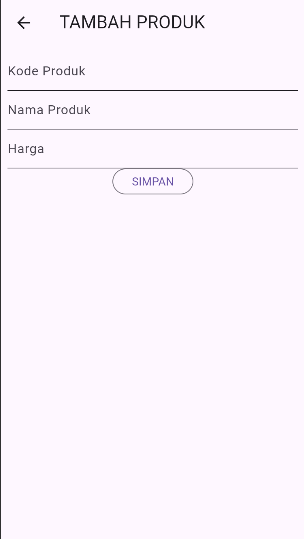 TAMBAH PRODUK
Kode Produk
Nama Produk
Harga
SIMPAN